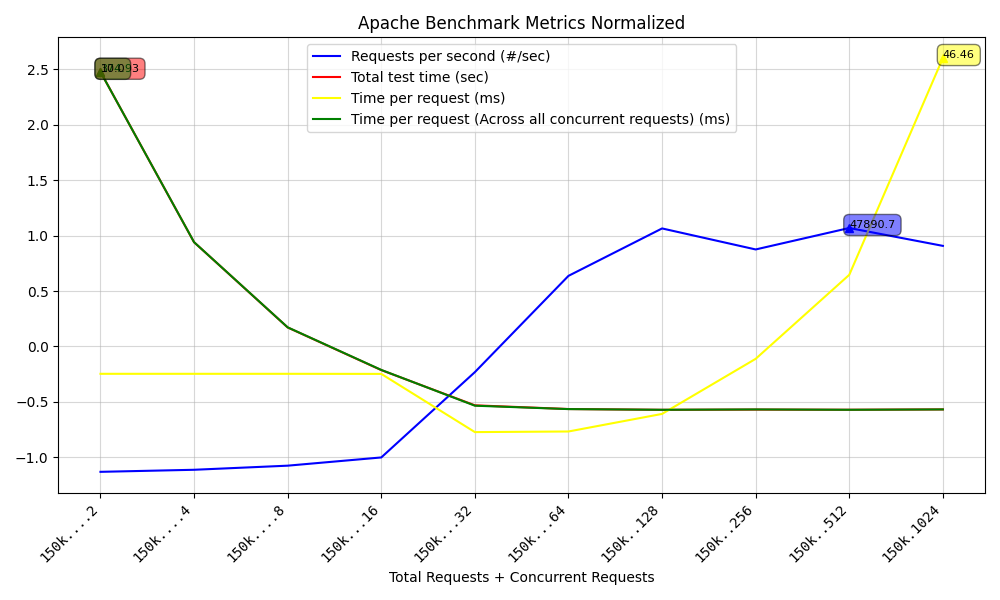 Apache Benchmark Metrics Normalized
Requests per second (#/sec)
Total test time (sec)
Time per request (ms)
Time per request (Across all concurrent requests) (ms)
46.46
47890.7
2.5
2.0
1.5
1.0
0.5
0.0
−0.5
−1.0
150k....2
150k....4
150k....8
150k...16
150k...32
150k...64
150k..128
150k..256
150k..512
150k.1024
Total Requests + Concurrent Requests